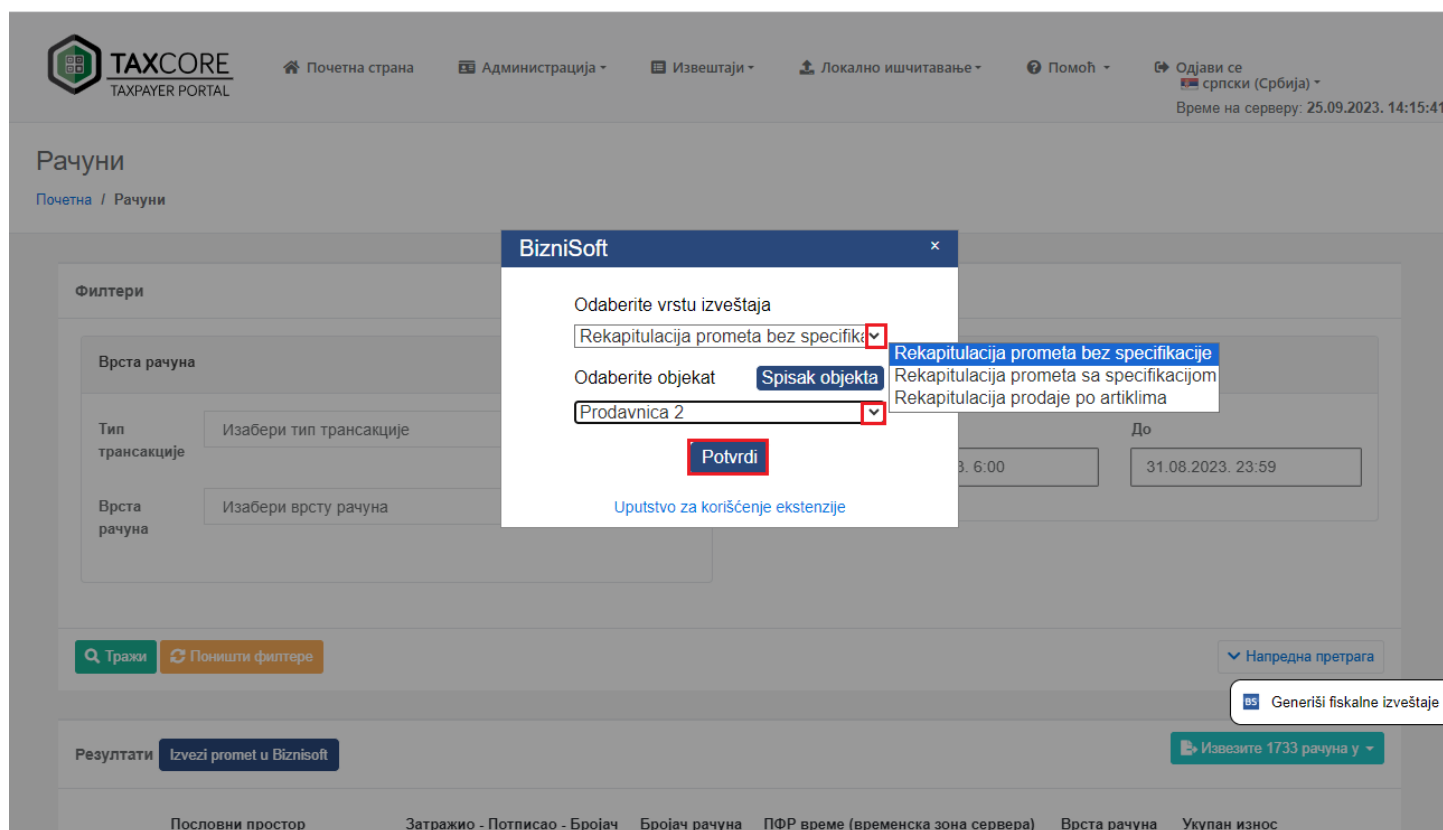 TAXCORE
TAXPAYER PORTAL
Почетна страна
Администрација
Извештаји
Локално ишчитавање
Помоћ
Одјави се
српски (Србија)
Време на серверу: 25.09.2023. 14:15:41
Рачуни
Почетна / Рачуни
BizniSoft ×
Odaberite vrstu izveštaja
Rekapitulacija prometa bez specifika
Rekapitulacija prometa bez specifikacije
Rekapitulacija prometa sa specifikacijom
Rekapitulacija prodaje po artiklima
Odaberite objekat
Spisak objekta
Prodavnica 2
Potvrdi
Uputstvo za korišćenje ekstenzije
Филтери
Врста рачуна
Тип трансакције
Изабери тип трансакције
Врста рачуна
Изабери врсту рачуна
До
3. 6:00
31.08.2023. 23:59
Тражи
Поништи филтере
Напредна претрага
BS Generiši fiskalne izveštaje
Резултати
Izvezi promet u Biznisoft
Извезите 1733 рачуна у
Пословни простор
Затражио - Потписао - Бројач
Бројач рачуна
ПФР време (временска зона сервера)
Врста рачуна
Укупан износ